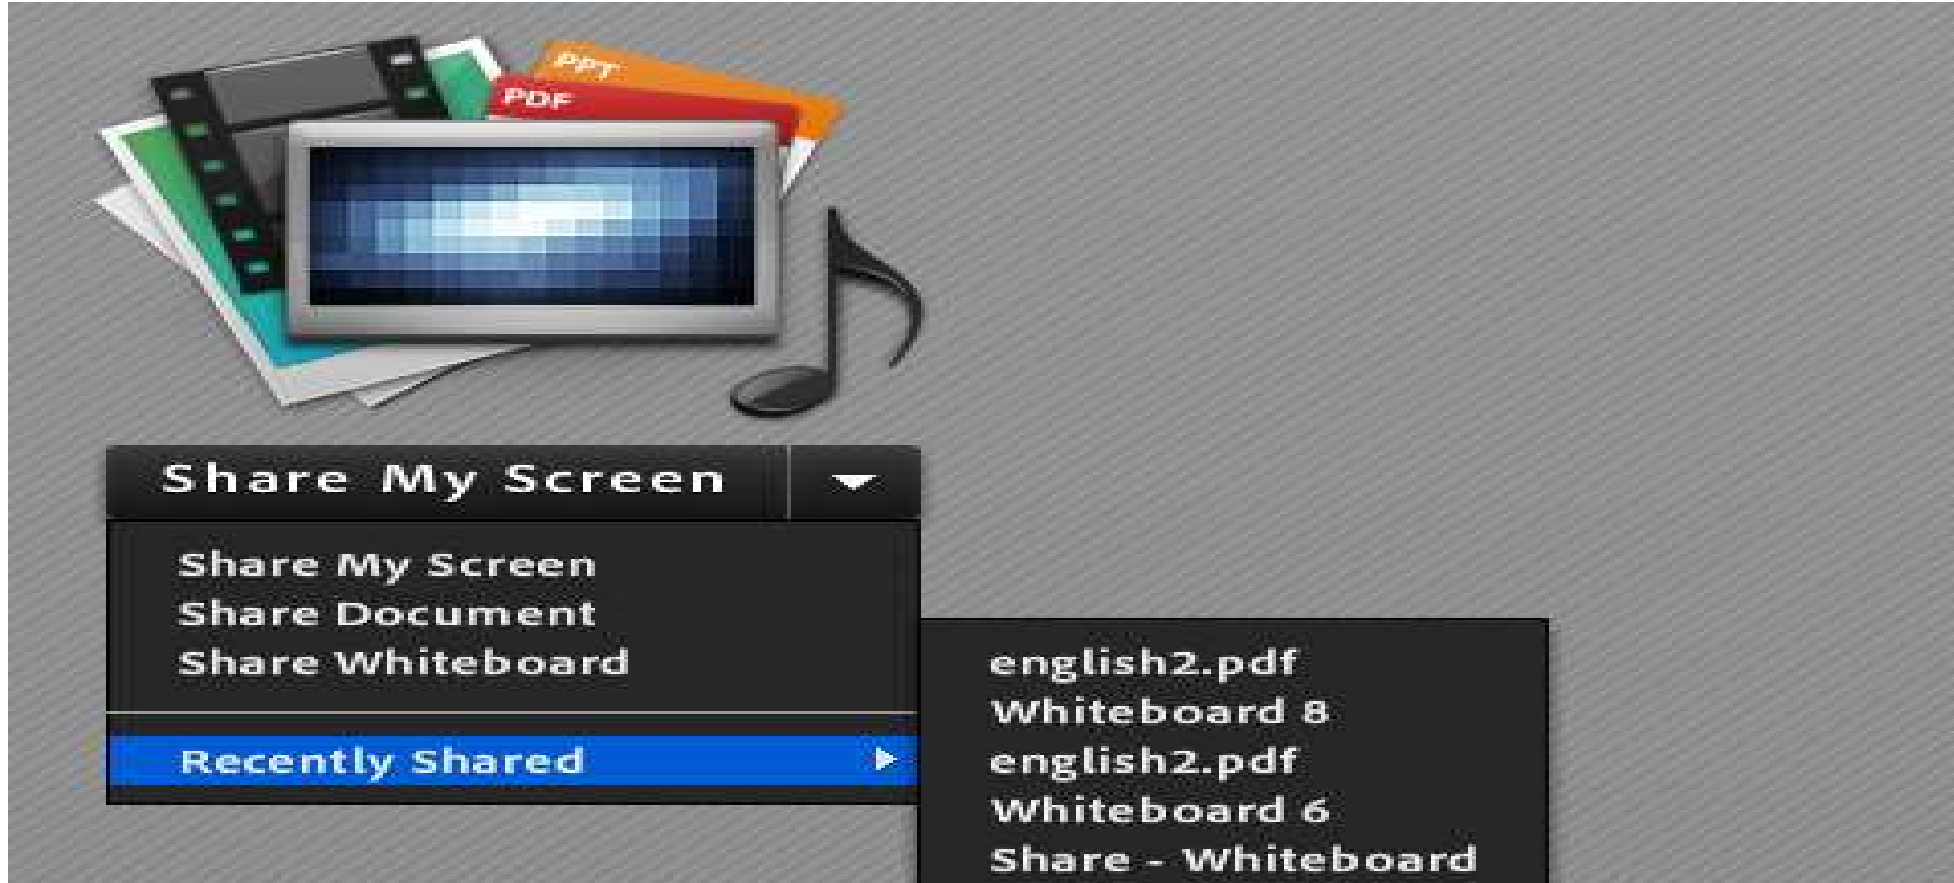 PPT
PDF
Share My Screen
Share My Screen
Share Document
Share Whiteboard
Recently Shared
english2.pdf
Whiteboard 8
english2.pdf
Whiteboard 6
Share - Whiteboard